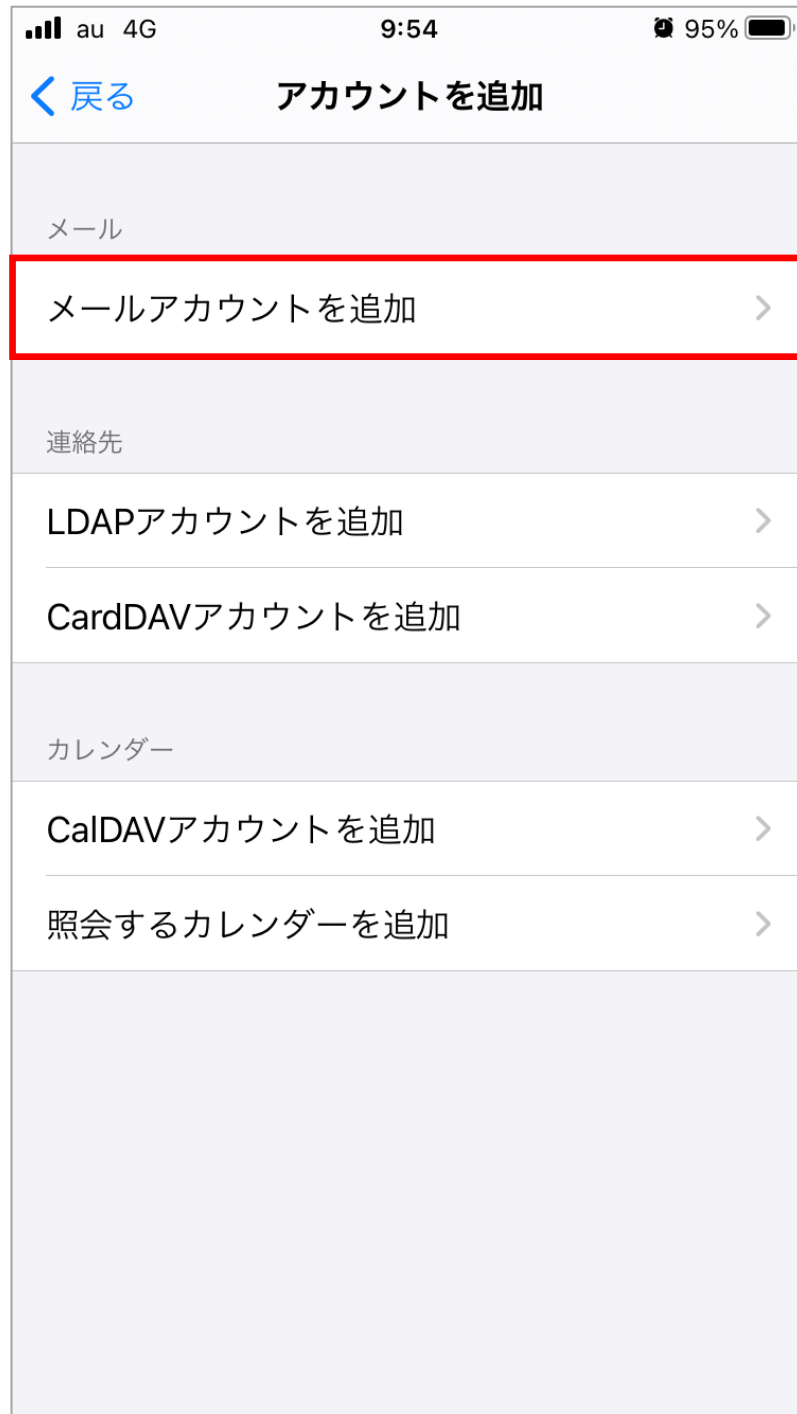 au 4G 9:54 95%
戻る アカウントを追加
メール
メールアカウントを追加
連絡先
LDAPアカウントを追加
CardDAVアカウントを追加
カレンダー
CalDAVアカウントを追加
照会するカレンダーを追加